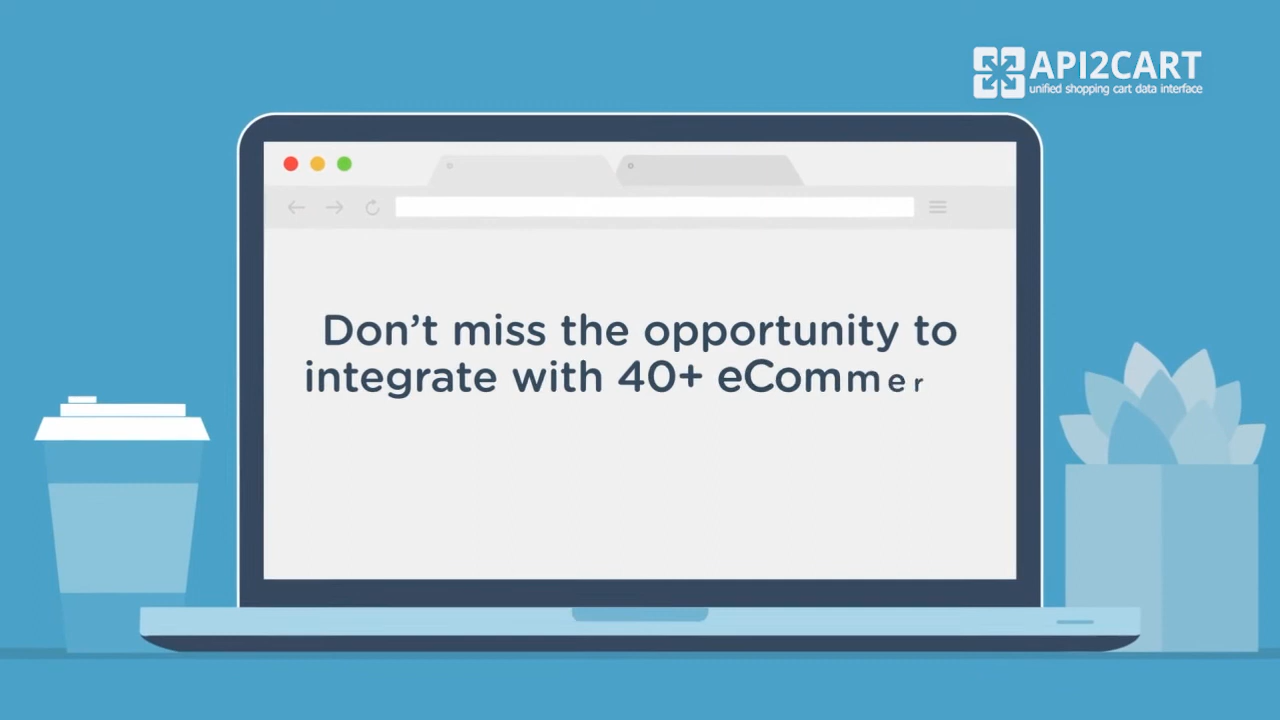 API2CART
unified shopping cart data interface
Don't miss the opportunity to
integrate with 40+ eCommer